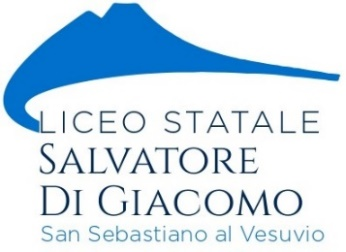 LICEO STATALE
SALVATORE
DI GIACOMO
San Sebastiano al Vesuvio